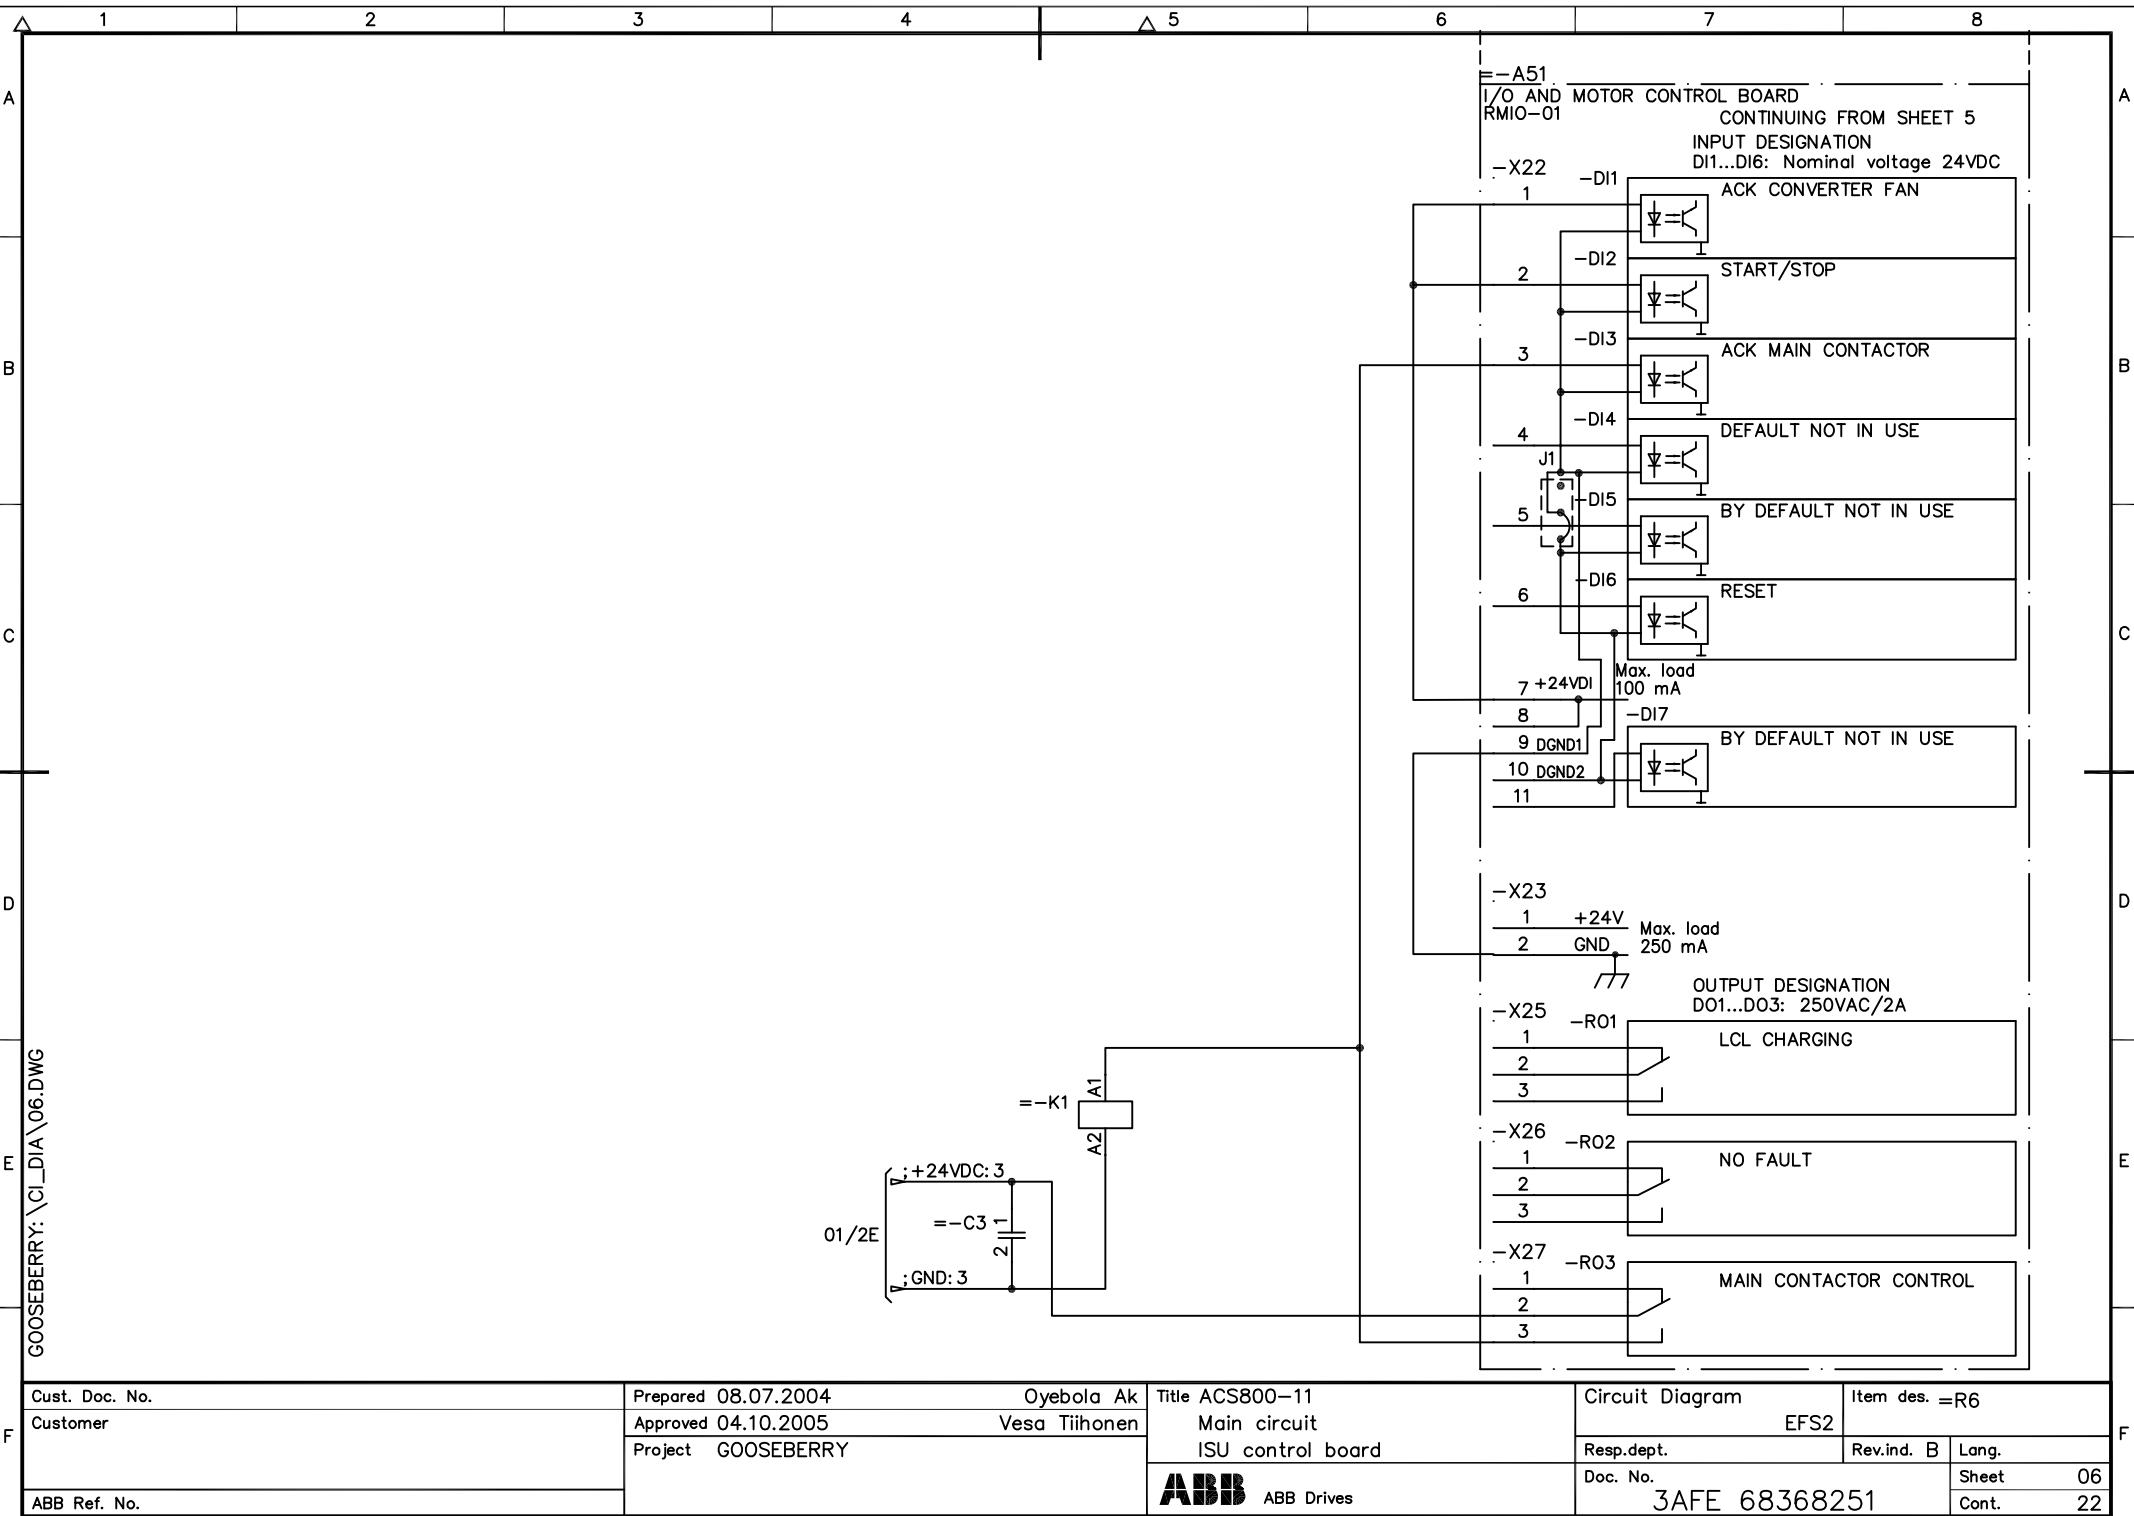 1 2 3 4 5 6 7 8
A A
B B
C C
D D
E E
F F
=-A51
I/O AND MOTOR CONTROL BOARD
RMIO-01
CONTINUING FROM SHEET 5
INPUT DESIGNATION
DI1...DI6: Nominal voltage 24VDC
-X22
-DI1
ACK CONVERTER FAN
1
-DI2
START/STOP
2
-DI3
ACK MAIN CONTACTOR
3
-DI4
DEFAULT NOT IN USE
4
J1
-DI5
BY DEFAULT NOT IN USE
5
-DI6
RESET
6
Max. load
100 mA
7 +24VDI
8
-DI7
BY DEFAULT NOT IN USE
9 DGND1
10 DGND2
11
-X23
1 +24V
2 GND
Max. load
250 mA
OUTPUT DESIGNATION
DO1...DO3: 250VAC/2A
-X25
-RO1
LCL CHARGING
1
2
3
-X26
-RO2
NO FAULT
1
2
3
-X27
-RO3
MAIN CONTACTOR CONTROL
1
2
3
=-K1
A1
A2
;+24VDC:3
=-C3
1
2
01/2E
;GND:3
GOOSEBERRY:\CI_DIA\06.DWG
Cust. Doc. No.
Customer
ABB Ref. No.
Prepared 08.07.2004 Oyebola Ak
Approved 04.10.2005 Vesa Tiihonen
Project GOOSEBERRY
Title ACS800-11
Main circuit
ISU control board
ABB ABB Drives
Circuit Diagram
EFS2
Item des. =R6
Resp.dept.
Rev.ind. B
Lang.
Doc. No.
3AFE 68368251
Sheet 06
Cont. 22